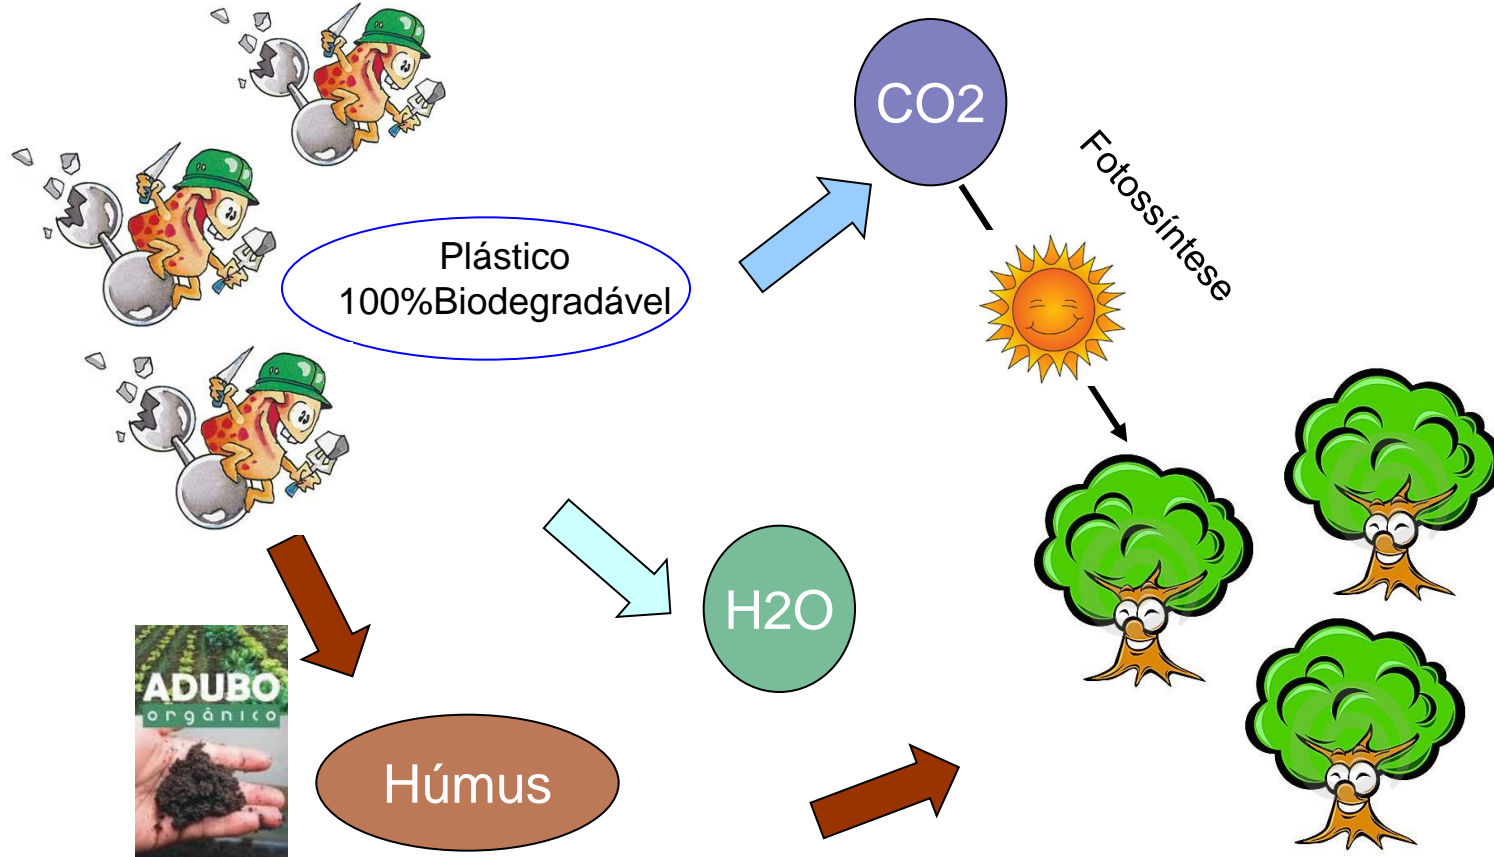 CO2
Fotossíntese
Plástico
100%Biodegradável
H2O
ADUBO
orgânico
Húmus